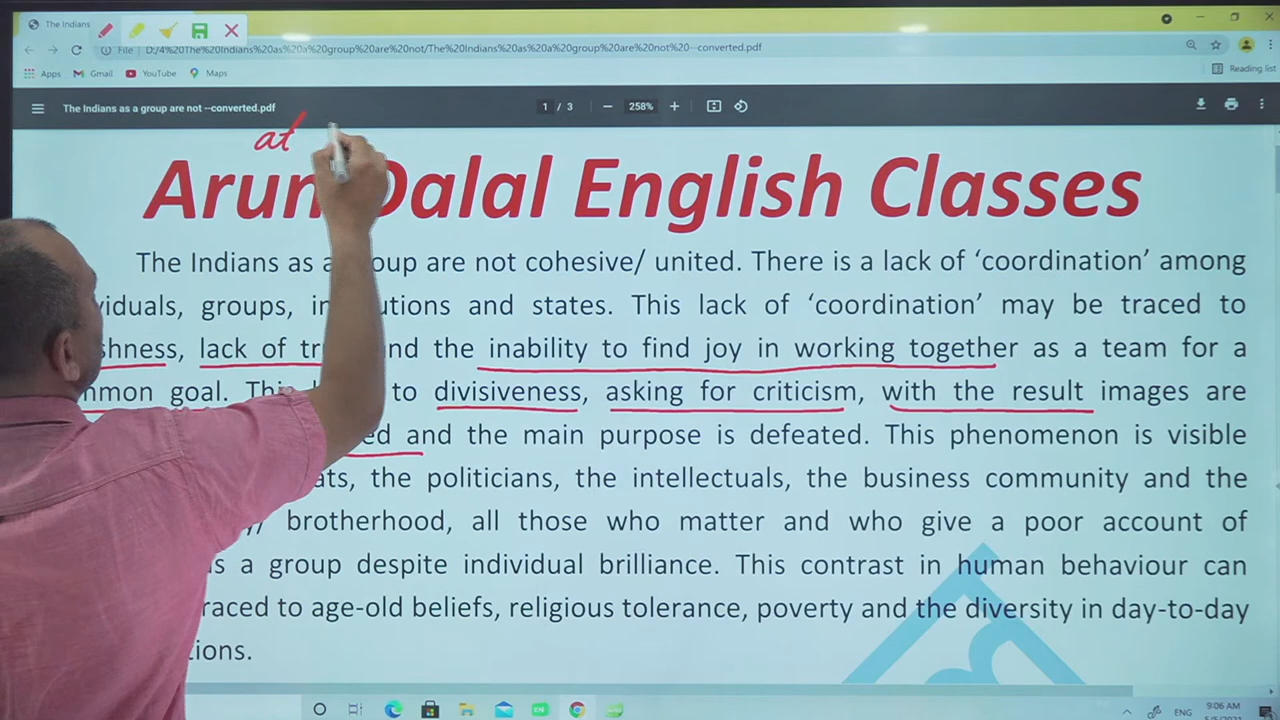 The Indians
File D:/4%20The%20Indians%20as%20a%20group%20are%20not/The%20Indians%20as%20a%20group%20are%20not%20--converted.pdf
Apps Gmail YouTube Maps Reading list
The Indians as a group are not --converted.pdf 1 / 3 258%
at
Arun Dalal English Classes
The Indians as a group are not cohesive/ united. There is a lack of ‘coordination’ among
viduals, groups, in utions and states. This lack of ‘coordination’ may be traced to
shness, lack of tr and the inability to find joy in working together as a team for a
mmon goal. Thi to divisiveness, asking for criticism, with the result images are
ed and the main purpose is defeated. This phenomenon is visible
ats, the politicians, the intellectuals, the business community and the
brotherhood, all those who matter and who give a poor account of
s a group despite individual brilliance. This contrast in human behaviour can
raced to age-old beliefs, religious tolerance, poverty and the diversity in day-to-day
tions.
ENG 9:06 AM